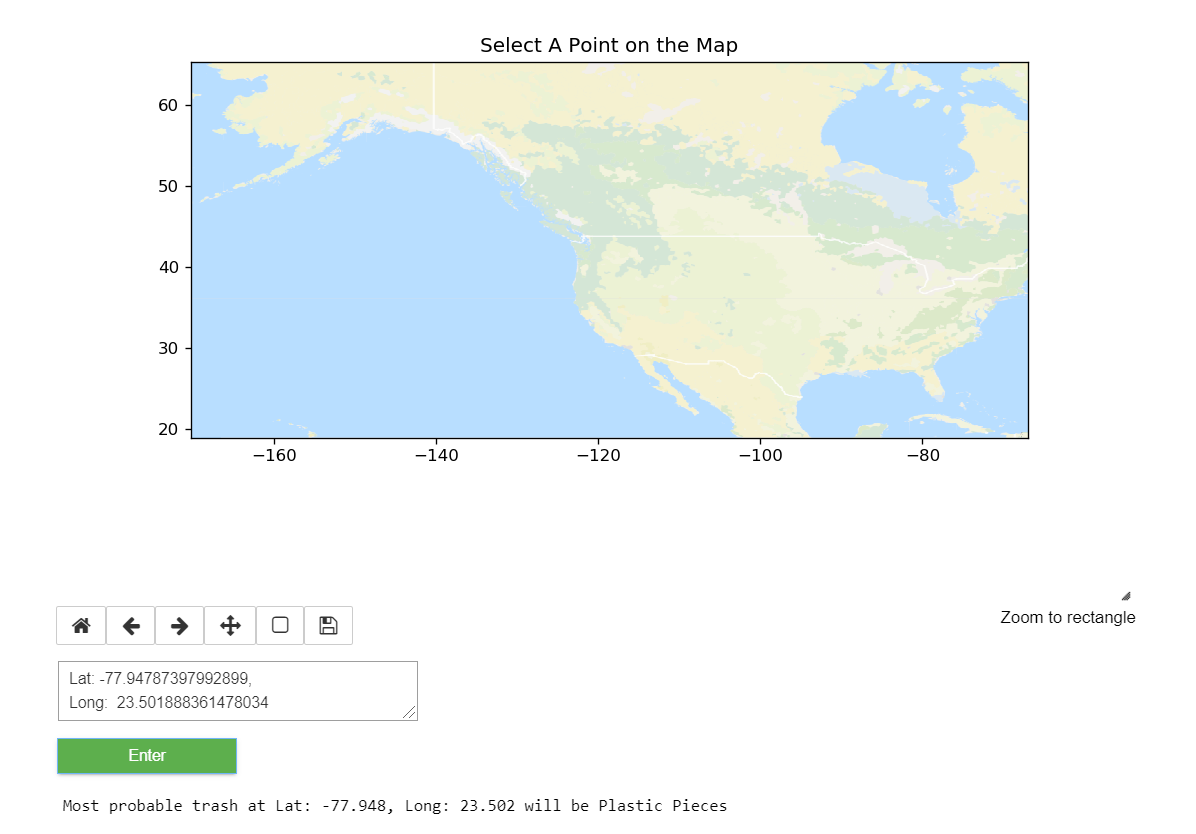 Select A Point on the Map
60
50
40
30
20
−160 −140 −120 −100 −80
Zoom to rectangle
Lat: -77.94787397992899,
Long:  23.501888361478034
Enter
Most probable trash at Lat: -77.948, Long: 23.502 will be Plastic Pieces